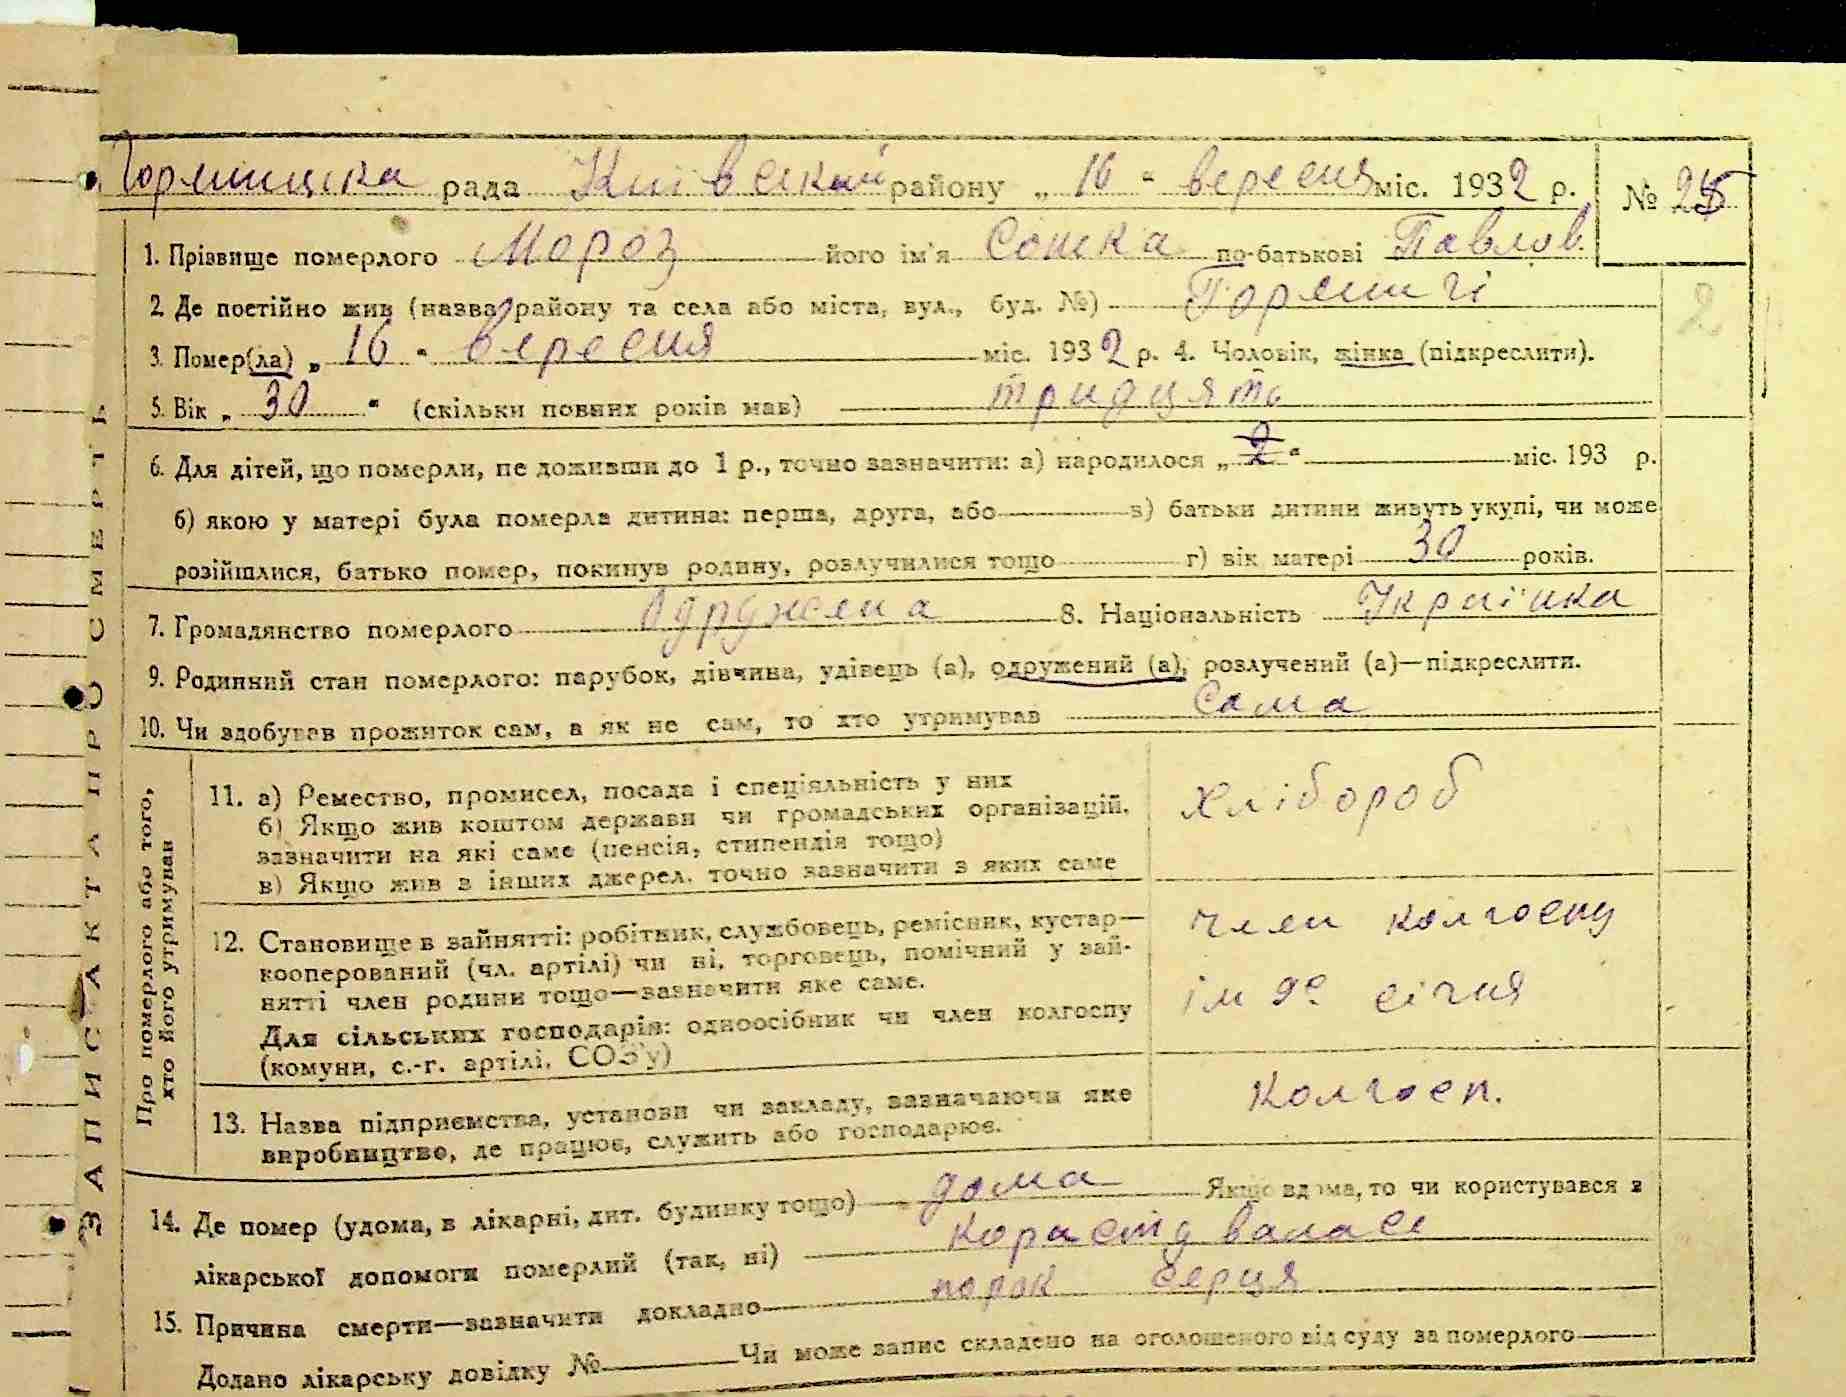 Горяницька рада Київский району „ 16 " вересня міс. 1932 р. № 25
1. Прізвище померлого Мороз його ім'я Сошка по-батькові Павлов.
2. Де постійно жив (назва району та села або міста, вул., буд. №) Горяничі
3. Помер(ла) „ 16 " вересня міс. 1932 р. 4. Чоловік, жінка (підкреслити).
5. Вік „ 30 " (скільки повних років мав) тридцять
6. Для дітей, що померли, не доживши до 1 р., точно зазначити: а) народилося „ 2 " міс. 193 р.
б) якою у матері була померла дитина: перша, друга, або в) батьки дитини живуть укупі, чи може
розійшлися, батько помер, покинув родину, розлучилися тощо г) вік матері 30 років.
7. Громадянство померлого Одружена 8. Національність Украї'нка
9. Родинний стан померлого: парубок, дівчина, удівець (а), одружений (а), розлучений (а)—підкреслити.
10. Чи здобував прожиток сам, а як не сам, то хто утримував Сама
ЗАПИС АКТА ПРО СМЕРТЬ
Про померлого або того,
хто його утримував
11. а) Ремество, промисел, посада і спеціяльність у них
б) Якщо жив коштом держави чи громадських організацій,
зазначити на які саме (пенсія, стипендія тощо)
в) Якщо жив з інших джерел, точно зазначити з яких саме
хлібороб
12. Становище в зайнятті: робітник, службовець, ремісник, кустар—
кооперований (чл. артілі) чи ні, торговець, помічний у зай-
нятті член родини тощо—зазначити яке саме.
Для сільських господарів: одноосібник чи член колгоспу
(комуни, с.-г. артілі, СОЗ'у)
член колгоспу
ім 9е січня
13. Назва підприємства, установи чи закладу, зазначаючи яке
виробництво, де працює, служить або господарює.
Колгосп.
14. Де помер (удома, в лікарні, дит. будинку тощо) дома Якщо вдома, то чи користувався з
лікарської допомоги померлий (так, ні) корастувалась
15. Причина смерти—зазначити докладно порок серця
Додано лікарську довідку № Чи може запис складено на оголошеного від суду за померлого
2